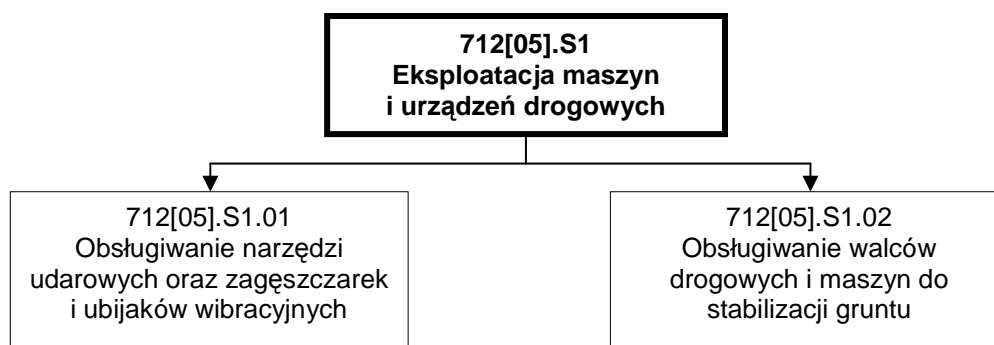 712[05].S1
Eksploatacja maszyn
i urządzeń drogowych
712[05].S1.01
Obsługiwanie narzędzi
udarowych oraz zagęszczarek
i ubijaków wibracyjnych
712[05].S1.02
Obsługiwanie walców
drogowych i maszyn do
stabilizacji gruntu